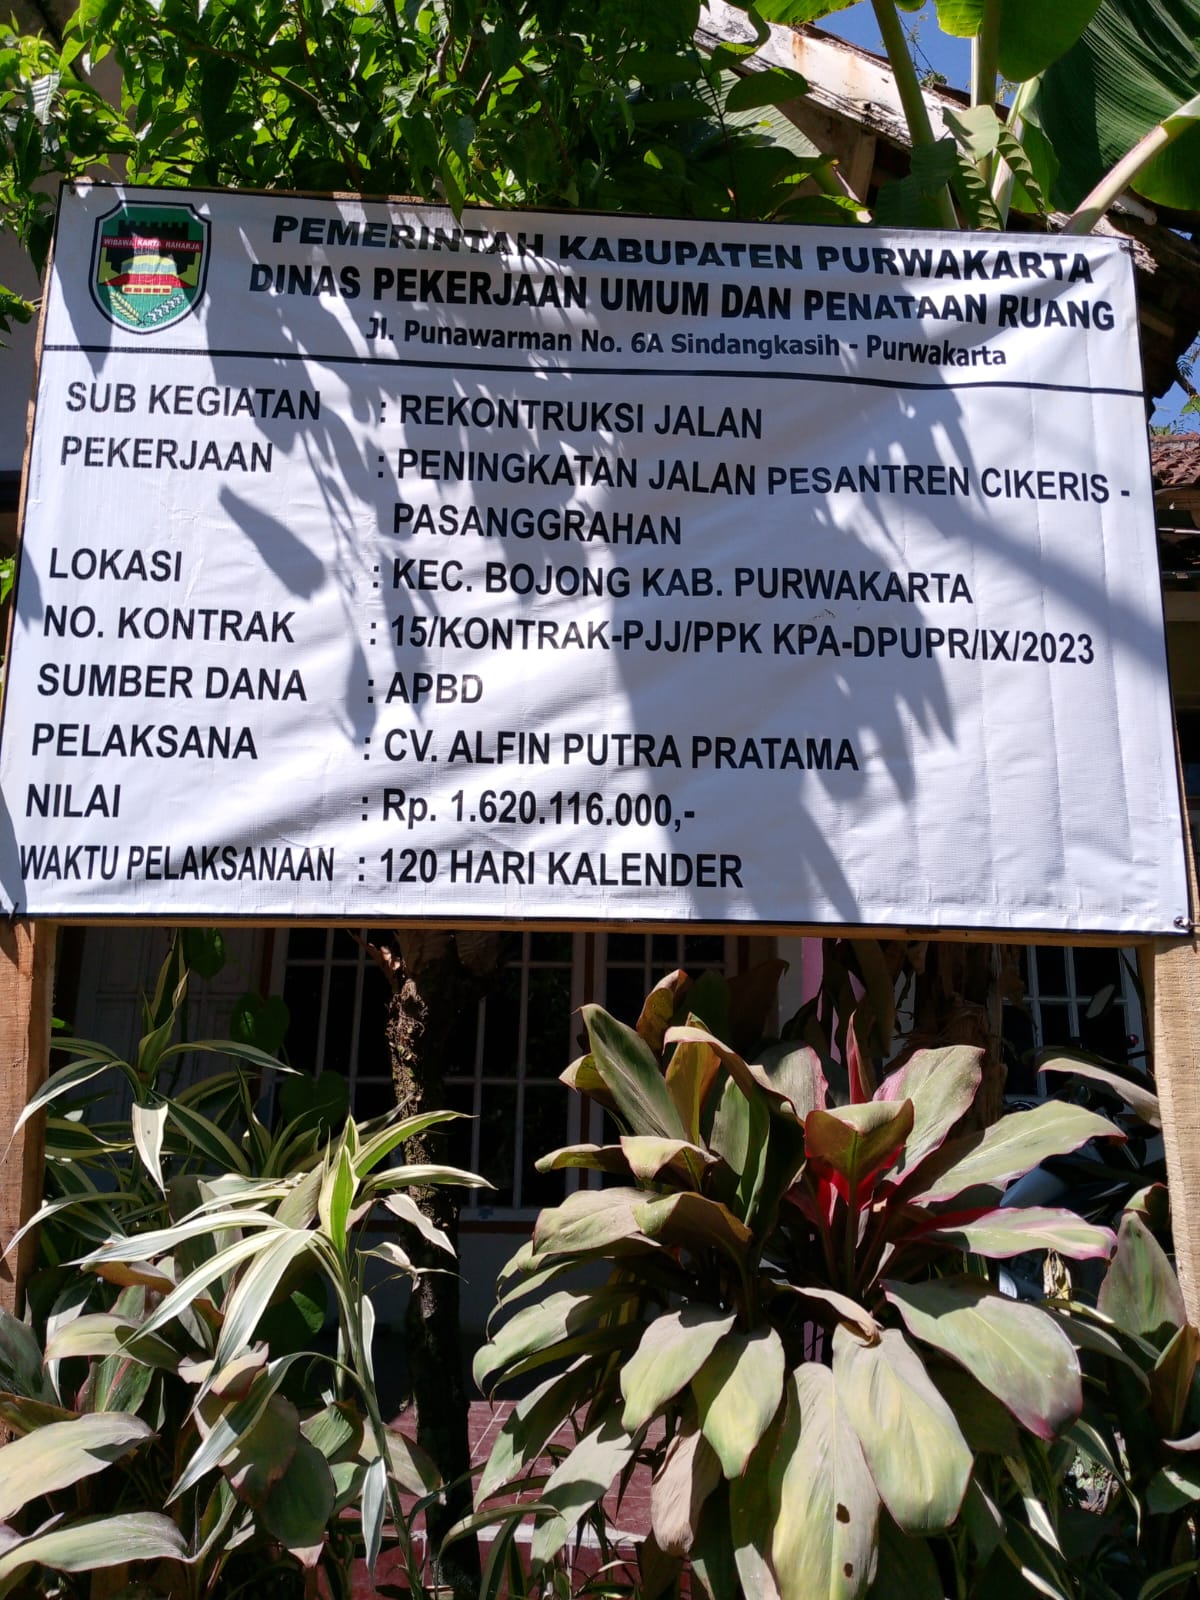 WIBAWA KARTA RAHARJA
PEMERINTAH KABUPATEN PURWAKARTA
DINAS PEKERJAAN UMUM DAN PENATAAN RUANG
Jl. Punawarman No. 6A Sindangkasih - Purwakarta
SUB KEGIATAN : REKONTRUKSI JALAN
PEKERJAAN : PENINGKATAN JALAN PESANTREN CIKERIS -
PASANGGRAHAN
LOKASI : KEC. BOJONG KAB. PURWAKARTA
NO. KONTRAK : 15/KONTRAK-PJJ/PPK KPA-DPUPR/IX/2023
SUMBER DANA : APBD
PELAKSANA : CV. ALFIN PUTRA PRATAMA
NILAI : Rp. 1.620.116.000,-
WAKTU PELAKSANAAN : 120 HARI KALENDER